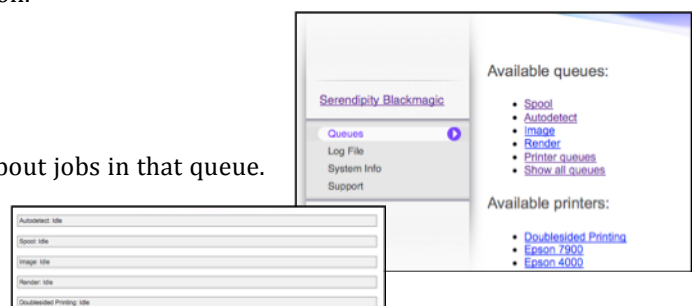 on.
Available queues:
Serendipity Blackmagic
• Spool
• Autodetect
• Image
• Render
• Printer queues
• Show all queues
Queues
Log File
System Info
Support
Available printers:
• Doublesided Printing
• Epson 7900
• Epson 4000
bout jobs in that queue.
Autodetect: Idle
Spool: Idle
Image: Idle
Render: Idle
Doublesided Printing: Idle